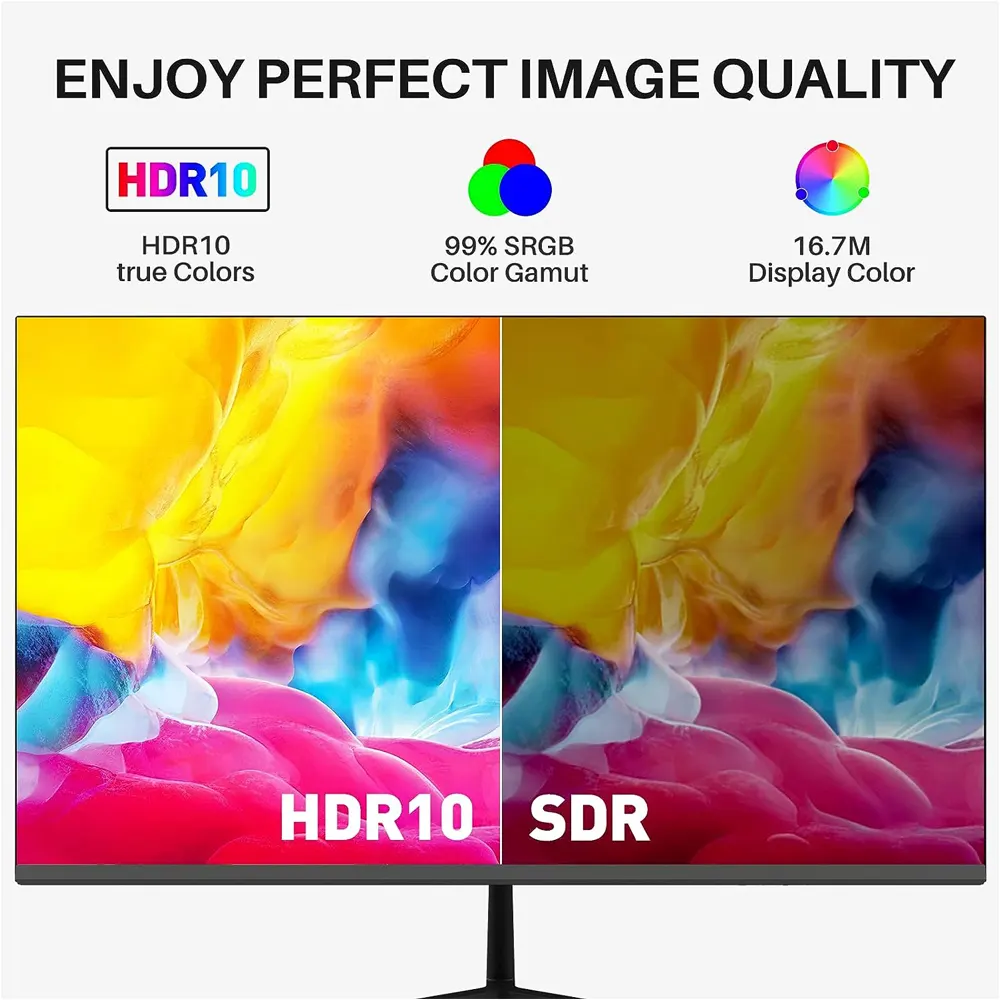 ENJOY PERFECT IMAGE QUALITY
HDR10
HDR10
true Colors
99% SRGB
Color Gamut
16.7M
Display Color
HDR10
SDR